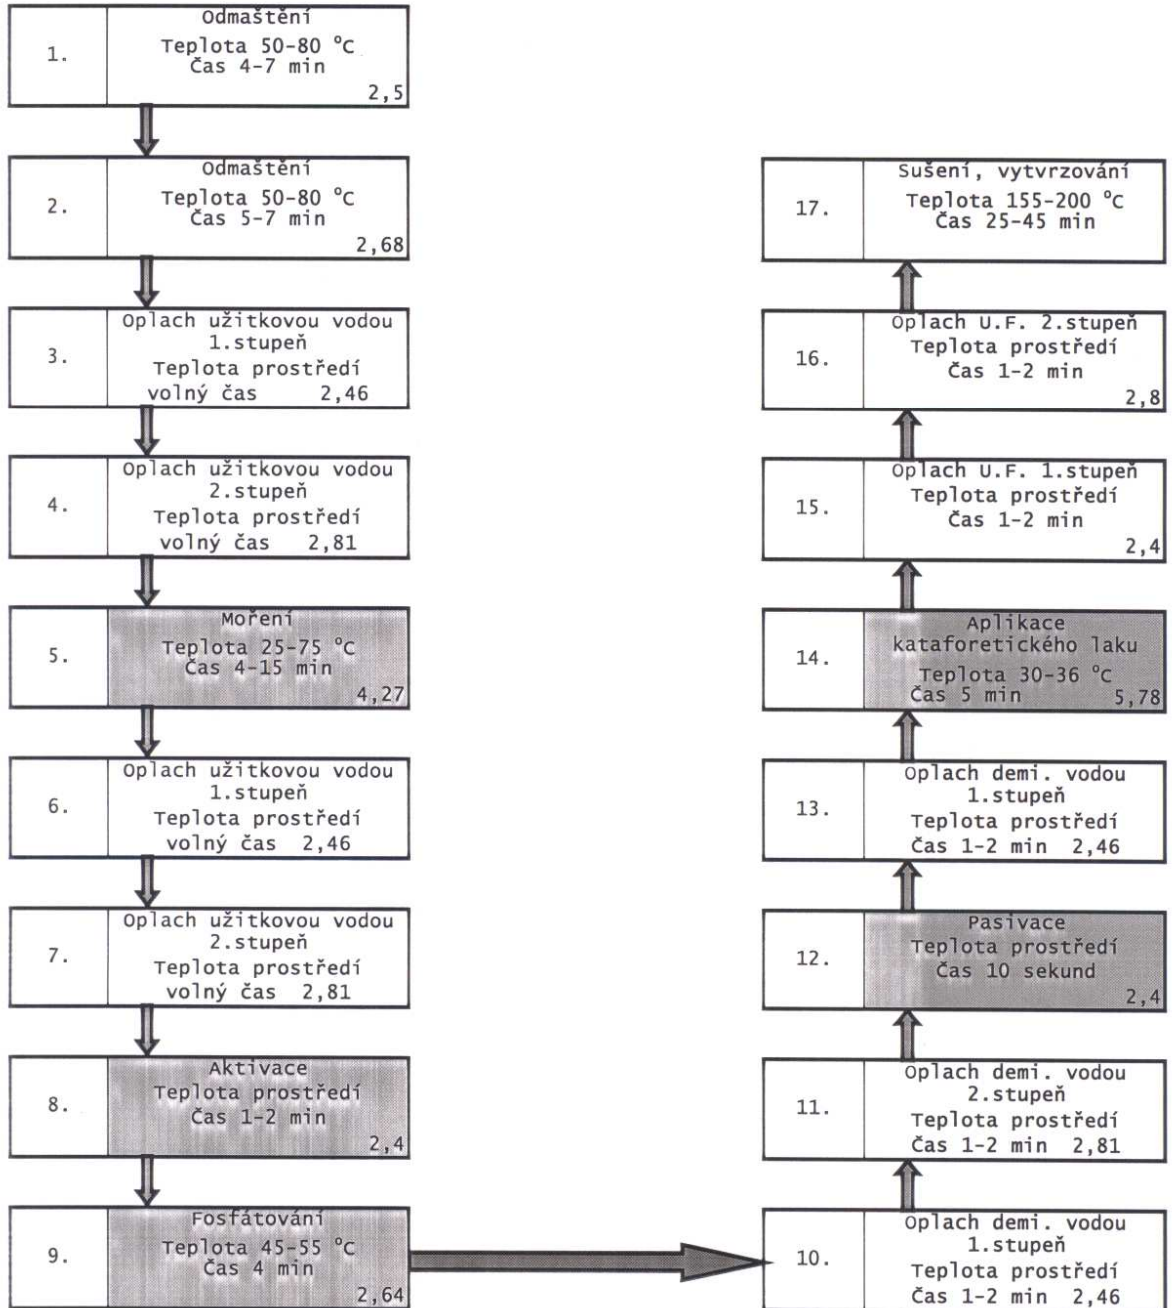 1.
Odmaštění
Teplota 50-80 °C
Čas 4-7 min
2,5
2.
Odmaštění
Teplota 50-80 °C
Čas 5-7 min
2,68
3.
Oplach užitkovou vodou
1.stupeň
Teplota prostředí
volný čas 2,46
4.
Oplach užitkovou vodou
2.stupeň
Teplota prostředí
volný čas 2,81
5.
Moření
Teplota 25-75 °C
Čas 4-15 min
4,27
6.
Oplach užitkovou vodou
1.stupeň
Teplota prostředí
volný čas 2,46
7.
Oplach užitkovou vodou
2.stupeň
Teplota prostředí
volný čas 2,81
8.
Aktivace
Teplota prostředí
Čas 1-2 min
2,4
9.
Fosfátování
Teplota 45-55 °C
Čas 4 min
2,64
10.
Oplach demi. vodou
1.stupeň
Teplota prostředí
Čas 1-2 min 2,46
11.
Oplach demi. vodou
2.stupeň
Teplota prostředí
Čas 1-2 min 2,81
12.
Pasivace
Teplota prostředí
Čas 10 sekund
2,4
13.
Oplach demi. vodou
1.stupeň
Teplota prostředí
Čas 1-2 min 2,46
14.
Aplikace
kataforetického laku
Teplota 30-36 °C
Čas 5 min 5,78
15.
Oplach U.F. 1.stupeň
Teplota prostředí
Čas 1-2 min
2,4
16.
Oplach U.F. 2.stupeň
Teplota prostředí
Čas 1-2 min
2,8
17.
Sušení, vytvrzování
Teplota 155-200 °C
Čas 25-45 min